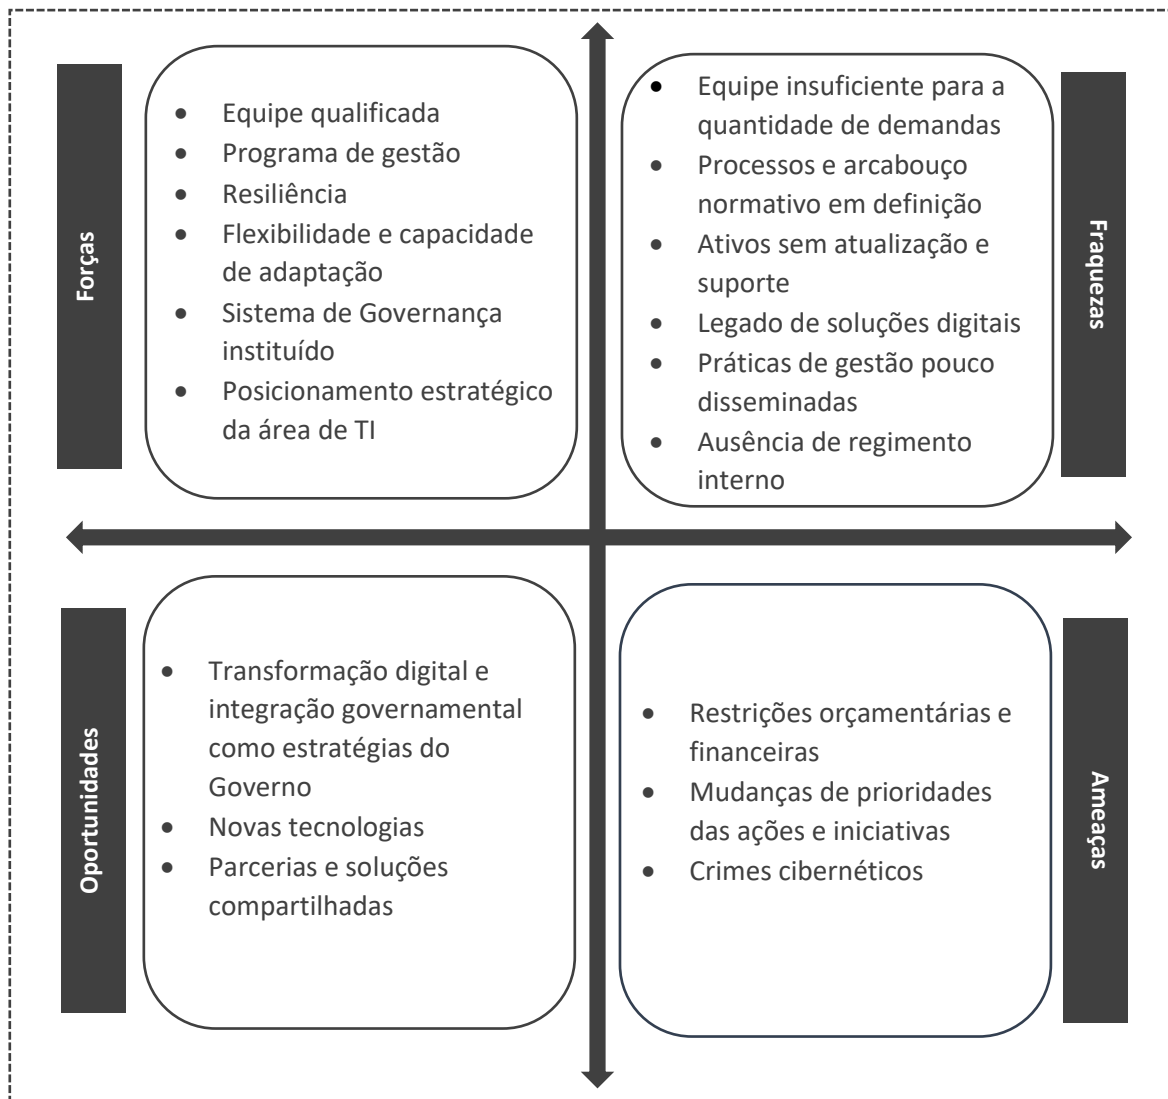 Forças
Equipe qualificada
Programa de gestão
Resiliência
Flexibilidade e capacidade
de adaptação
Sistema de Governança
instituído
Posicionamento estratégico
da área de TI
Fraquezas
Equipe insuficiente para a
quantidade de demandas
Processos e arcabouço
normativo em definição
Ativos sem atualização e
suporte
Legado de soluções digitais
Práticas de gestão pouco
disseminadas
Ausência de regimento
interno
Oportunidades
Transformação digital e
integração governamental
como estratégias do
Governo
Novas tecnologias
Parcerias e soluções
compartilhadas
Ameaças
Restrições orçamentárias e
financeiras
Mudanças de prioridades
das ações e iniciativas
Crimes cibernéticos